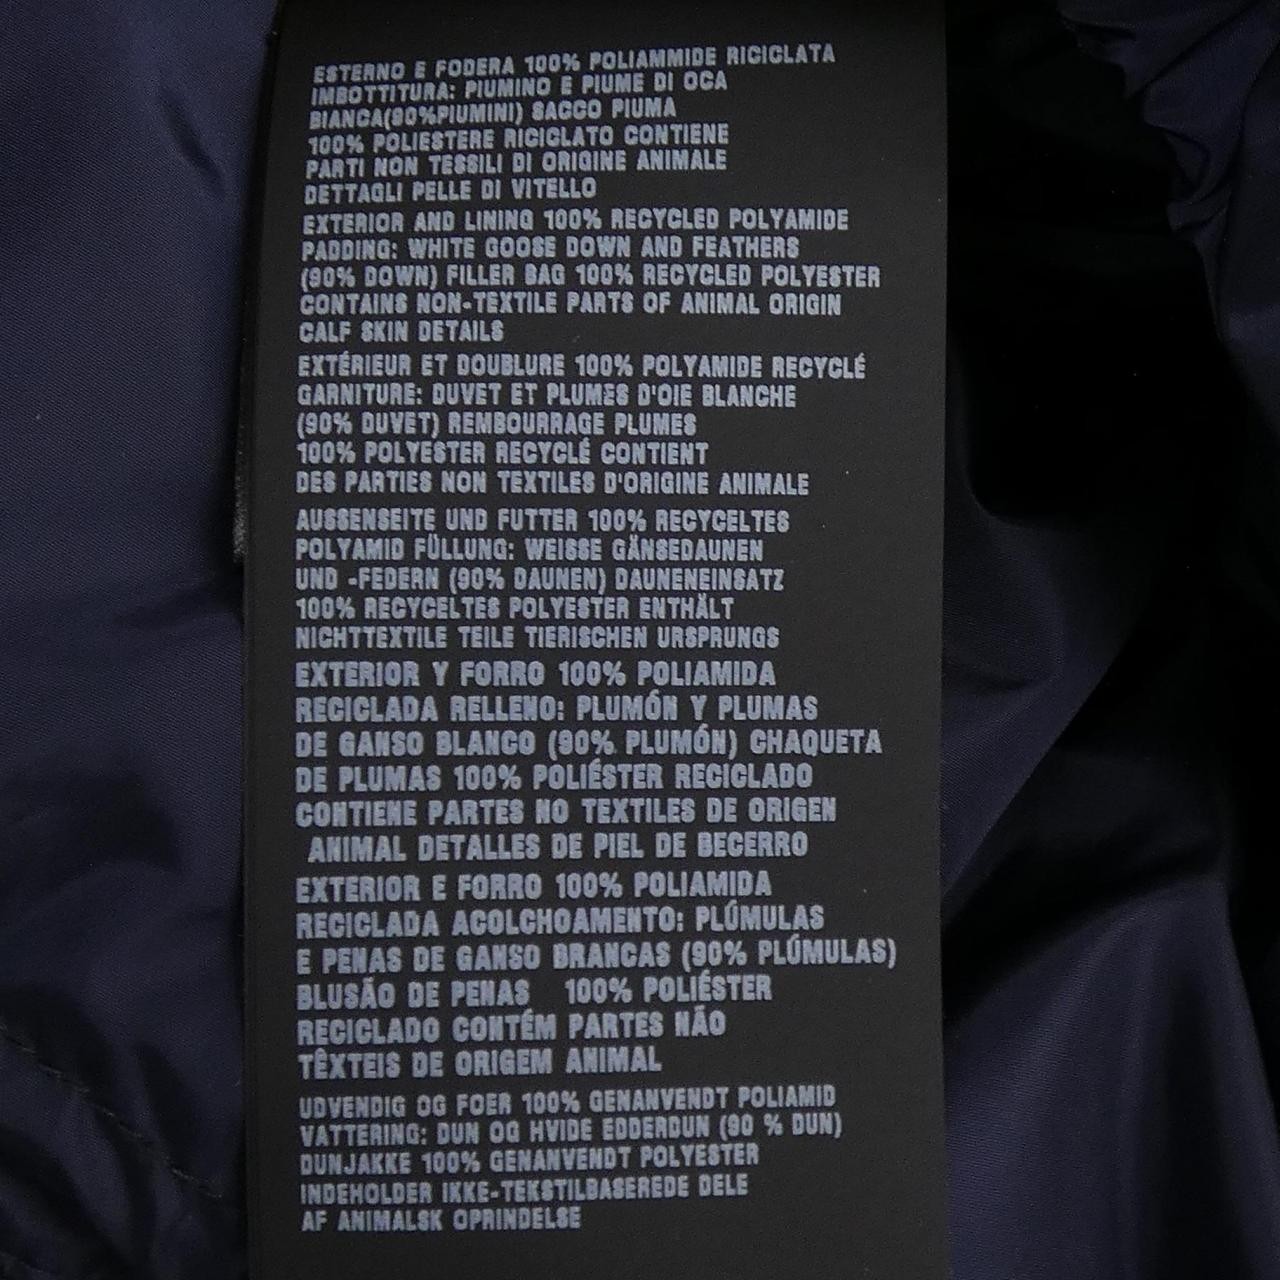 ESTERNO E FODERA 100% POLIAMMIDE RICICLATA
IMBOTTITURA: PIUMINO E PIUME DI OCA
BIANCA(90%PIUMINI) SACCO PIUMA
100% POLIESTERE RICICLATO CONTIENE
PARTI NON TESSILI DI ORIGINE ANIMALE
DETTAGLI PELLE DI VITELLO
EXTERIOR AND LINING 100% RECYCLED POLYAMIDE
PADDING: WHITE GOOSE DOWN AND FEATHERS
(90% DOWN) FILLER BAG 100% RECYCLED POLYESTER
CONTAINS NON-TEXTILE PARTS OF ANIMAL ORIGIN
CALF SKIN DETAILS
EXTÉRIEUR ET DOUBLURE 100% POLYAMIDE RECYCLÉ
GARNITURE: DUVET ET PLUMES D'OIE BLANCHE
(90% DUVET) REMBOURRAGE PLUMES
100% POLYESTER RECYCLÉ CONTIENT
DES PARTIES NON TEXTILES D'ORIGINE ANIMALE
AUSSENSEITE UND FUTTER 100% RECYCELTES
POLYAMID FÜLLUNG: WEISSE GÄNSEDAUNEN
UND -FEDERN (90% DAUNEN) DAUNENEINSATZ
100% RECYCELTES POLYESTER ENTHÄLT
NICHTTEXTILE TEILE TIERISCHEN URSPRUNGS
EXTERIOR Y FORRO 100% POLIAMIDA
RECICLADA RELLENO: PLUMÓN Y PLUMAS
DE GANSO BLANCO (90% PLUMÓN) CHAQUETA
DE PLUMAS 100% POLIÉSTER RECICLADO
CONTIENE PARTES NO TEXTILES DE ORIGEN
ANIMAL DETALLES DE PIEL DE BECERRO
EXTERIOR E FORRO 100% POLIAMIDA
RECICLADA ACOLCHOAMENTO: PLÚMULAS
E PENAS DE GANSO BRANCAS (90% PLÚMULAS)
BLUSÃO DE PENAS 100% POLIÉSTER
RECICLADO CONTÉM PARTES NÃO
TÊXTEIS DE ORIGEM ANIMAL
UDVENDIG OG FOER 100% GENANVENDT POLIAMID
VATTERING: DUN OG HVIDE EDDERDUN (90 % DUN)
DUNJAKKE 100% GENANVENDT POLYESTER
INDEHOLDER IKKE-TEKSTILBASEREDE DELE
AF ANIMALSK OPRINDELSE